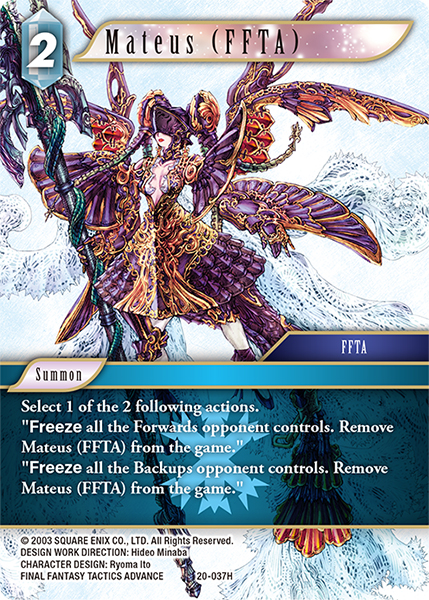 2
Mateus (FFTA)
FFTA
Summon
Select 1 of the 2 following actions.
"Freeze all the Forwards opponent controls. Remove
Mateus (FFTA) from the game."
"Freeze all the Backups opponent controls. Remove
Mateus (FFTA) from the game."
© 2003 SQUARE ENIX CO., LTD. All Rights Reserved.
DESIGN WORK DIRECTION: Hideo Minaba
CHARACTER DESIGN: Ryoma Ito
FINAL FANTASY TACTICS ADVANCE 20-037H